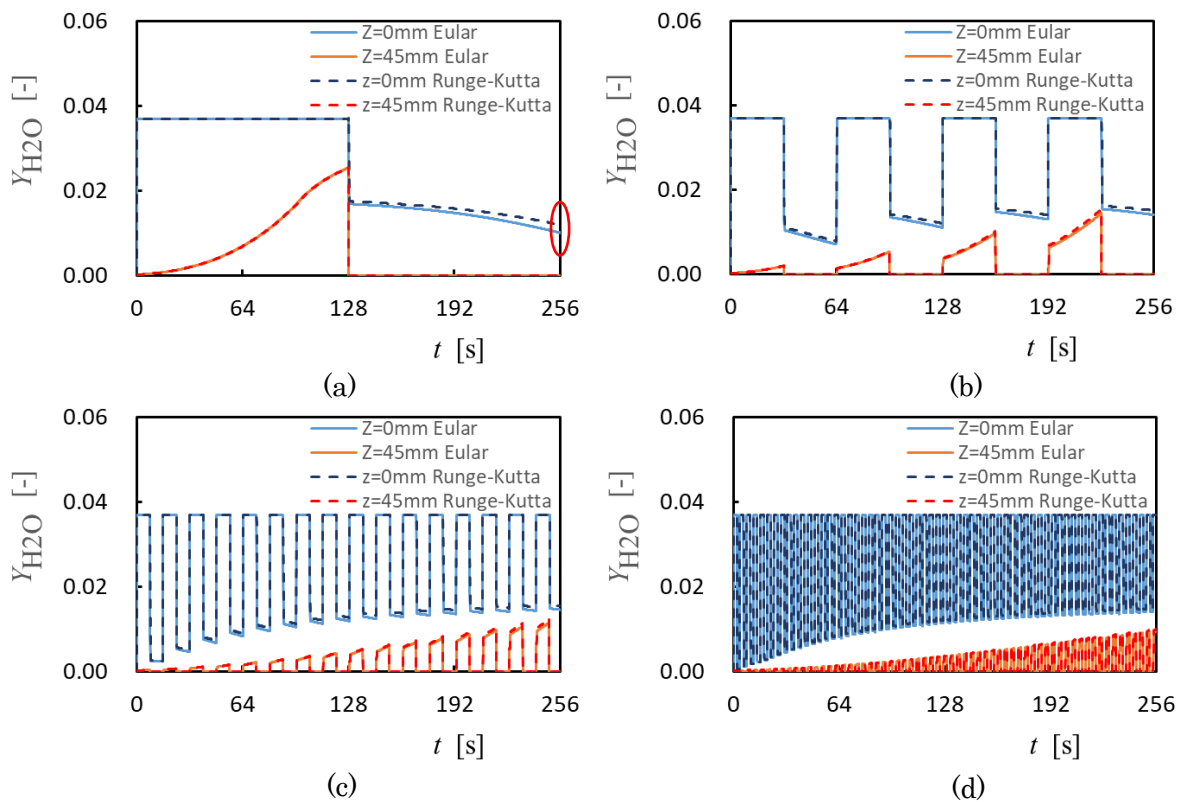 0.06
Z=0mm Eular
Z=45mm Eular
z=0mm Runge-Kutta
z=45mm Runge-Kutta
0.04
0.02
0.00
YH2O [-]
0 64 128 192 256
t [s]
(a)
0.06
Z=0mm Eular
Z=45mm Eular
z=0mm Runge-Kutta
z=45mm Runge-Kutta
0.04
0.02
0.00
YH2O [-]
0 64 128 192 256
t [s]
(b)
0.06
Z=0mm Eular
Z=45mm Eular
z=0mm Runge-Kutta
z=45mm Runge-Kutta
0.04
0.02
0.00
YH2O [-]
0 64 128 192 256
t [s]
(c)
0.06
Z=0mm Eular
Z=45mm Eular
z=0mm Runge-Kutta
z=45mm Runge-Kutta
0.04
0.02
0.00
YH2O [-]
0 64 128 192 256
t [s]
(d)